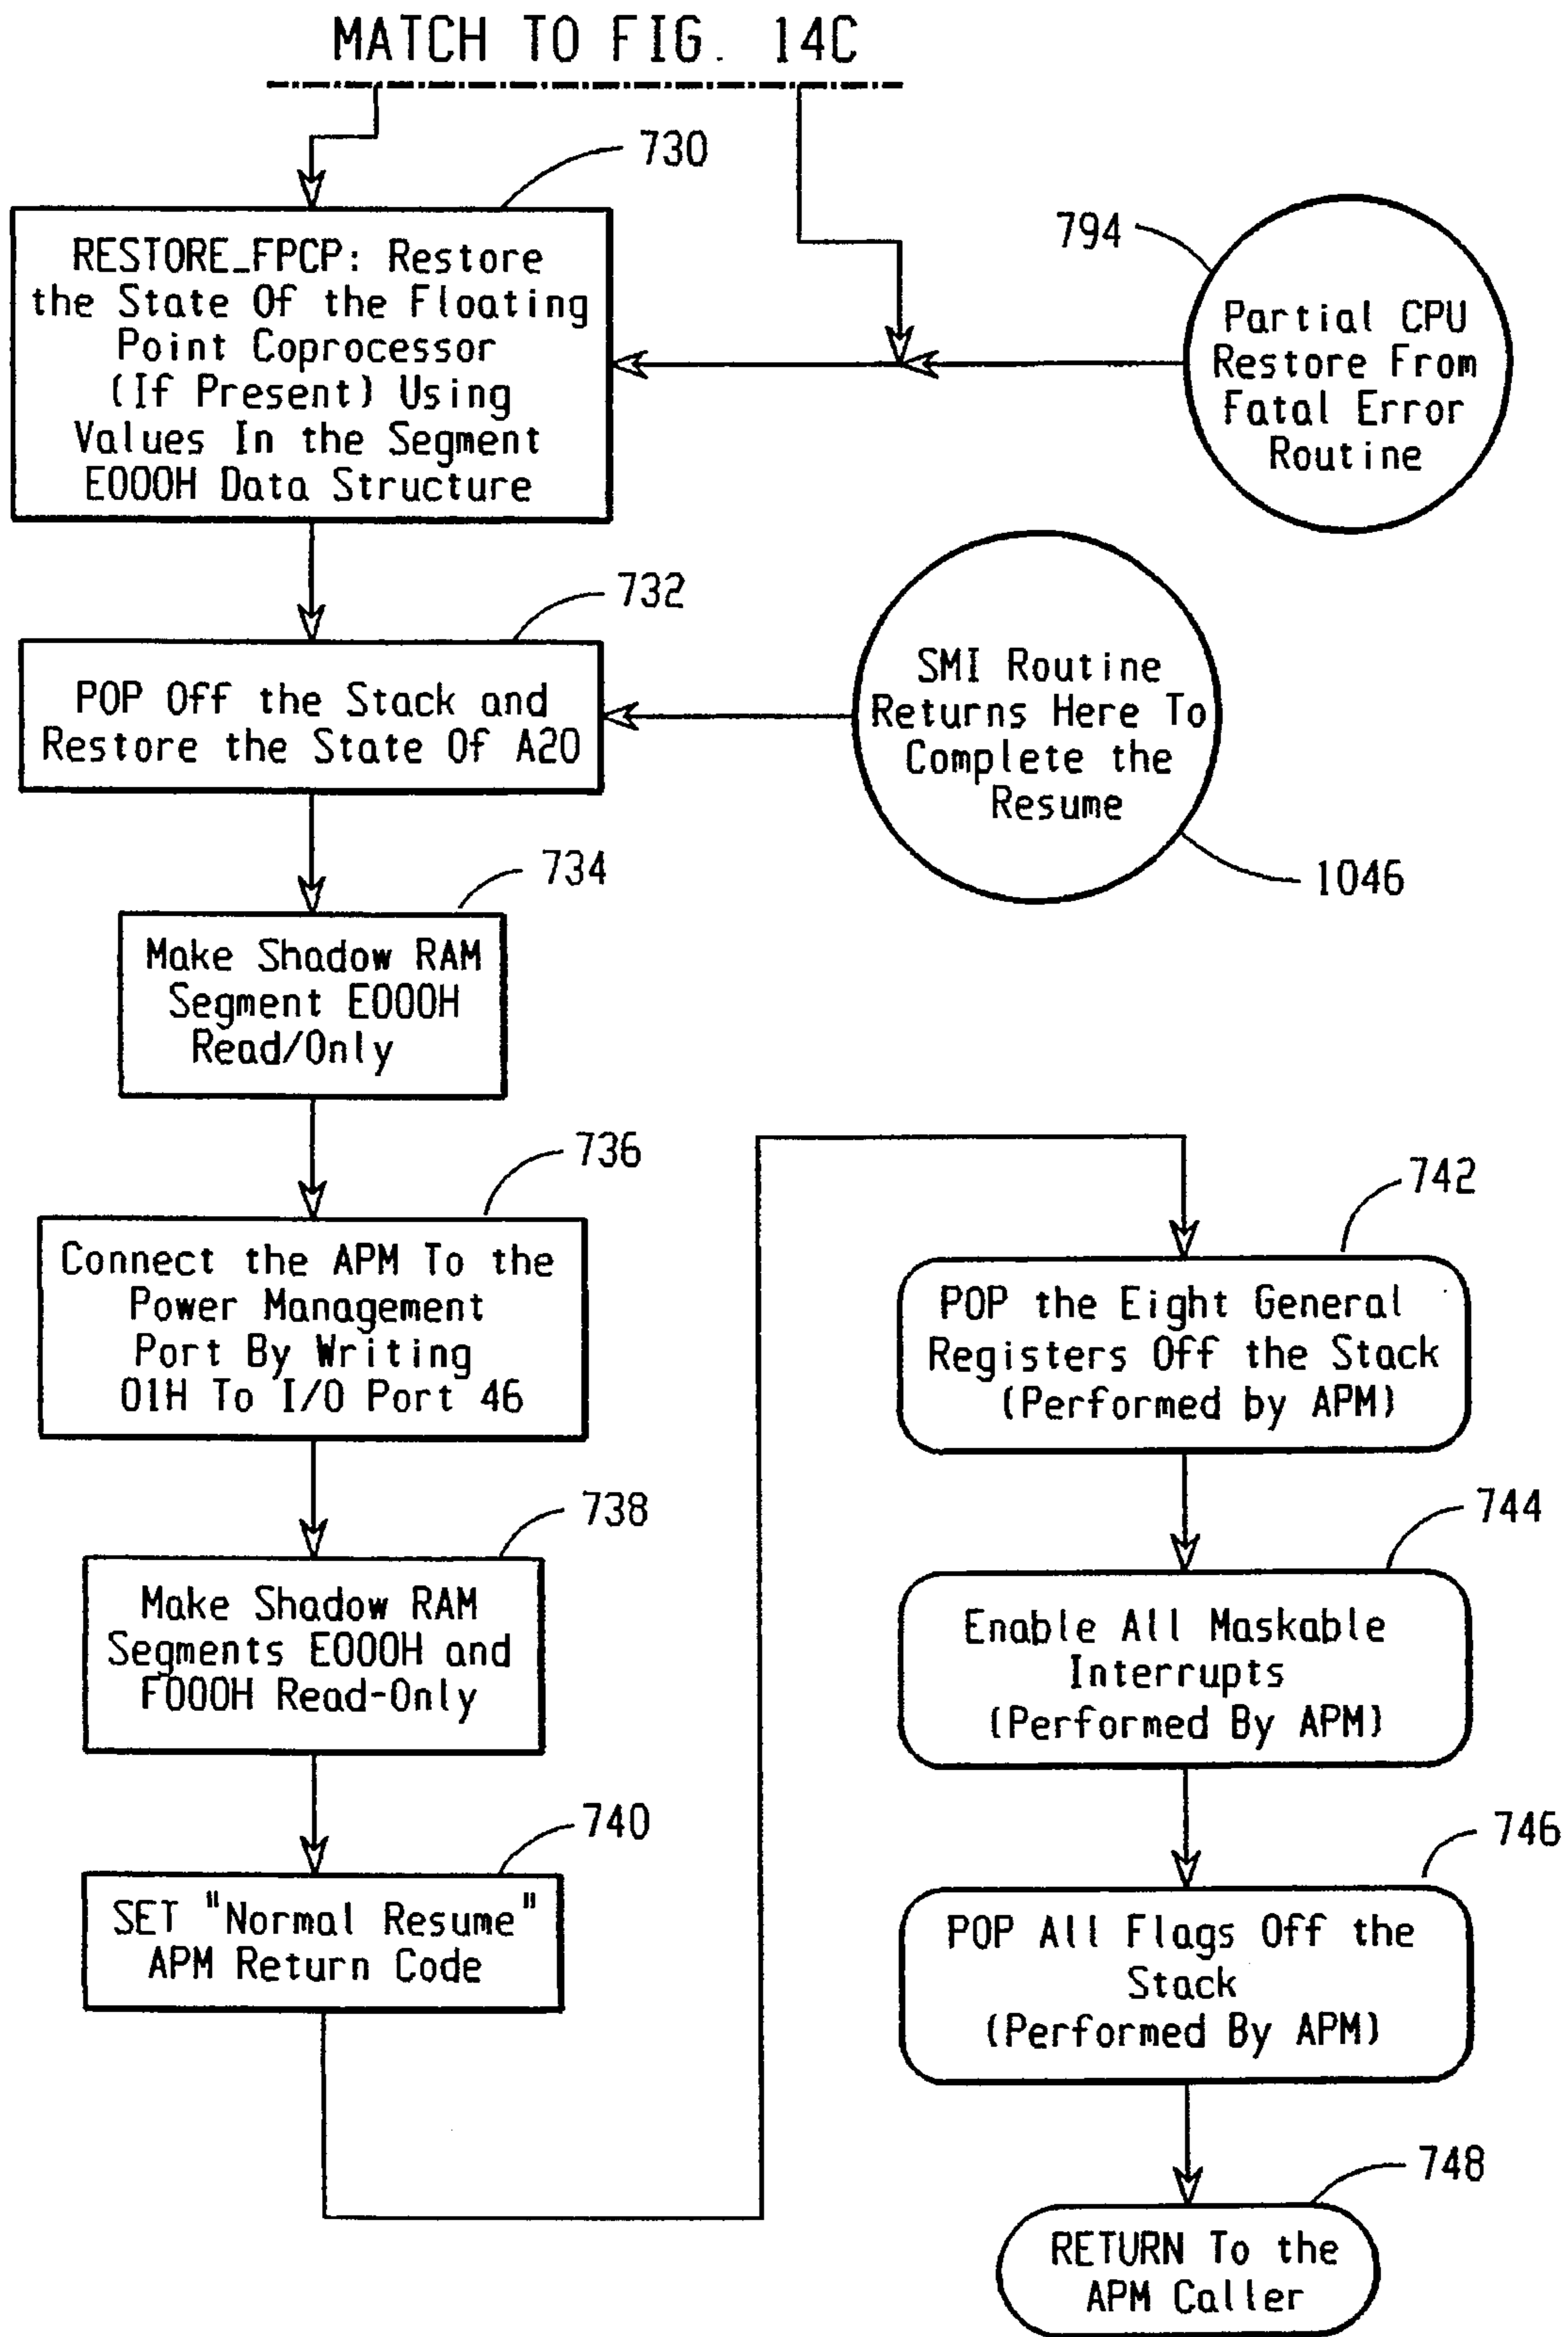 MATCH TO FIG. 14C
730
RESTORE_FPCP: Restore
the State Of the Floating
Point Coprocessor
(If Present) Using
Values In the Segment
E000H Data Structure
794
Partial CPU
Restore From
Fatal Error
Routine
732
POP Off the Stack and
Restore the State Of A20
SMI Routine
Returns Here To
Complete the
Resume
1046
734
Make Shadow RAM
Segment E000H
Read/Only
736
Connect the APM To the
Power Management
Port By Writing
01H To I/O Port 46
738
Make Shadow RAM
Segments E000H and
F000H Read-Only
740
SET "Normal Resume"
APM Return Code
742
POP the Eight General
Registers Off the Stack
(Performed by APM)
744
Enable All Maskable
Interrupts
(Performed By APM)
746
POP All Flags Off the
Stack
(Performed By APM)
748
RETURN To the
APM Caller